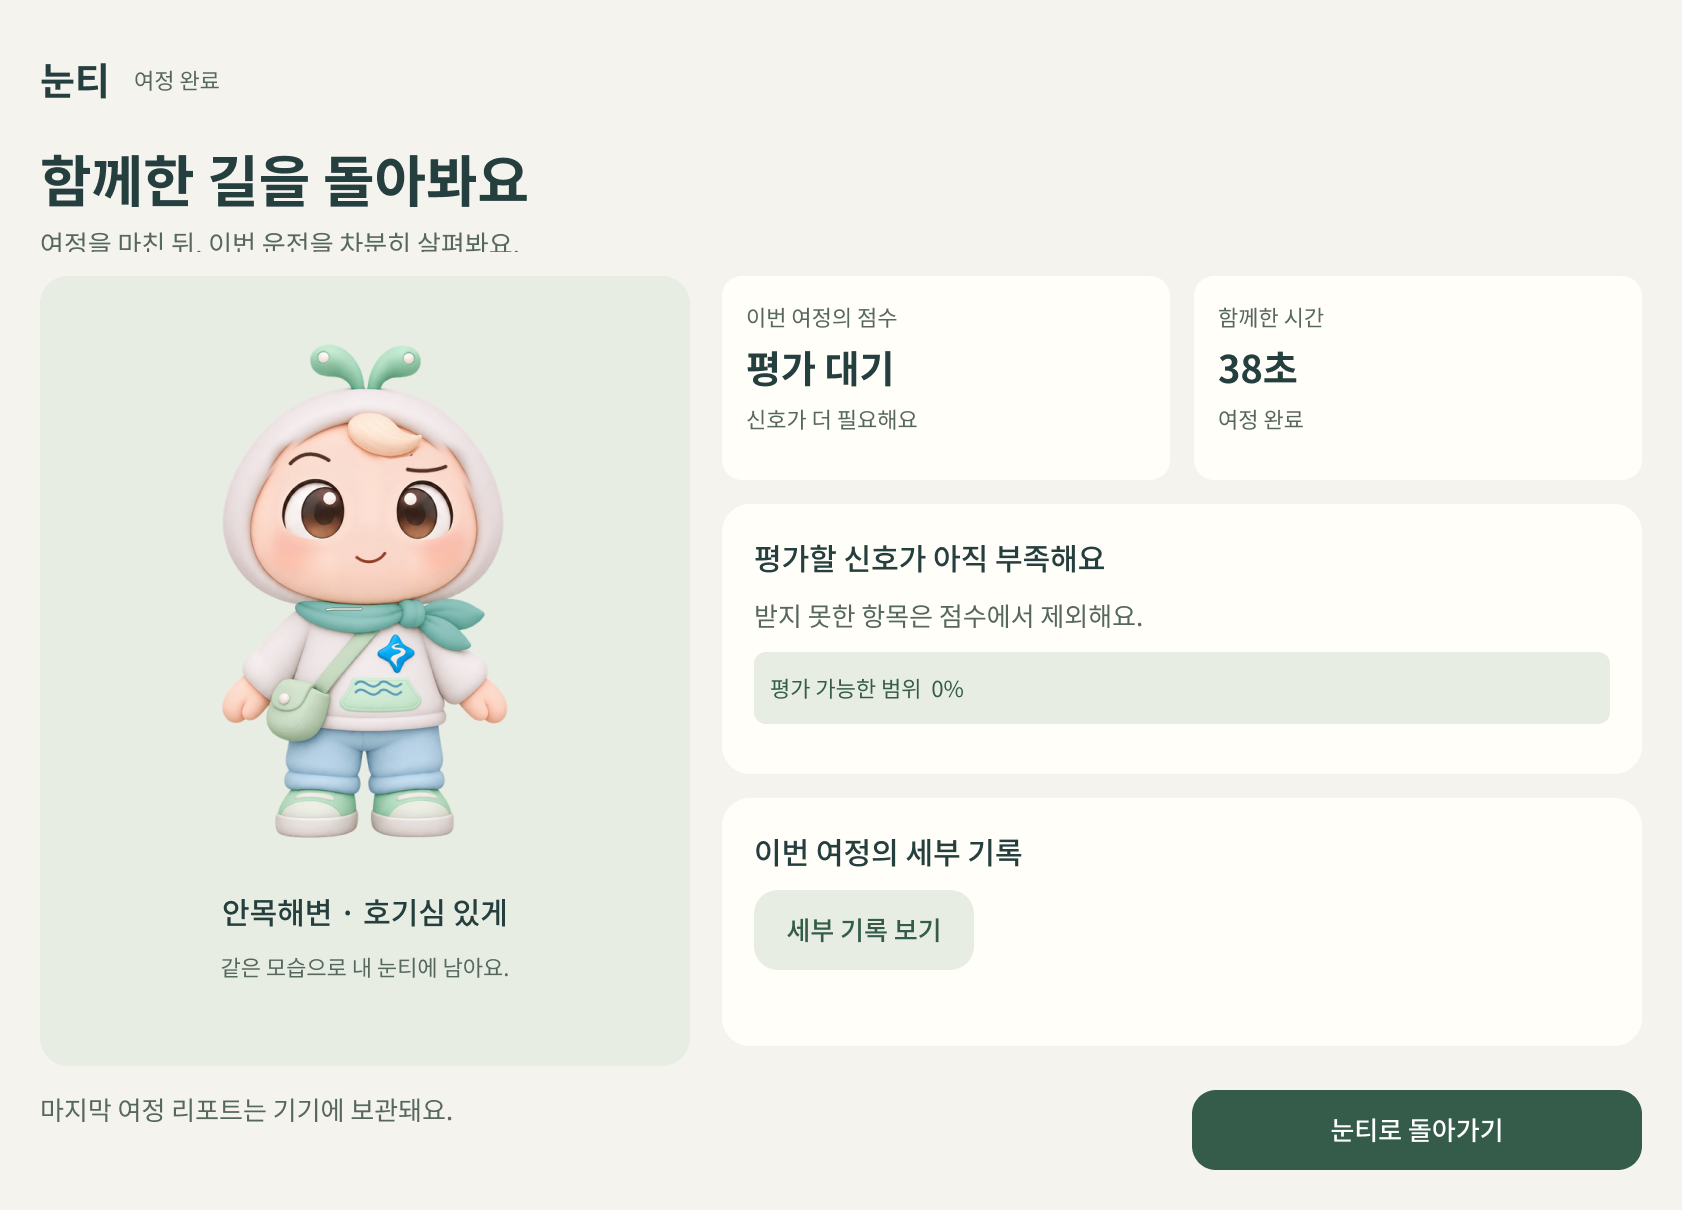 눈티
여정 완료
함께한 길을 돌아봐요
여정을 마친 뒤, 이번 운전을 차분히 살펴봐요.
안목해변 · 호기심 있게
같은 모습으로 내 눈티에 남아요.
이번 여정의 점수
평가 대기
신호가 더 필요해요
함께한 시간
38초
여정 완료
평가할 신호가 아직 부족해요
받지 못한 항목은 점수에서 제외해요.
평가 가능한 범위 0%
이번 여정의 세부 기록
세부 기록 보기
마지막 여정 리포트는 기기에 보관돼요.
눈티로 돌아가기